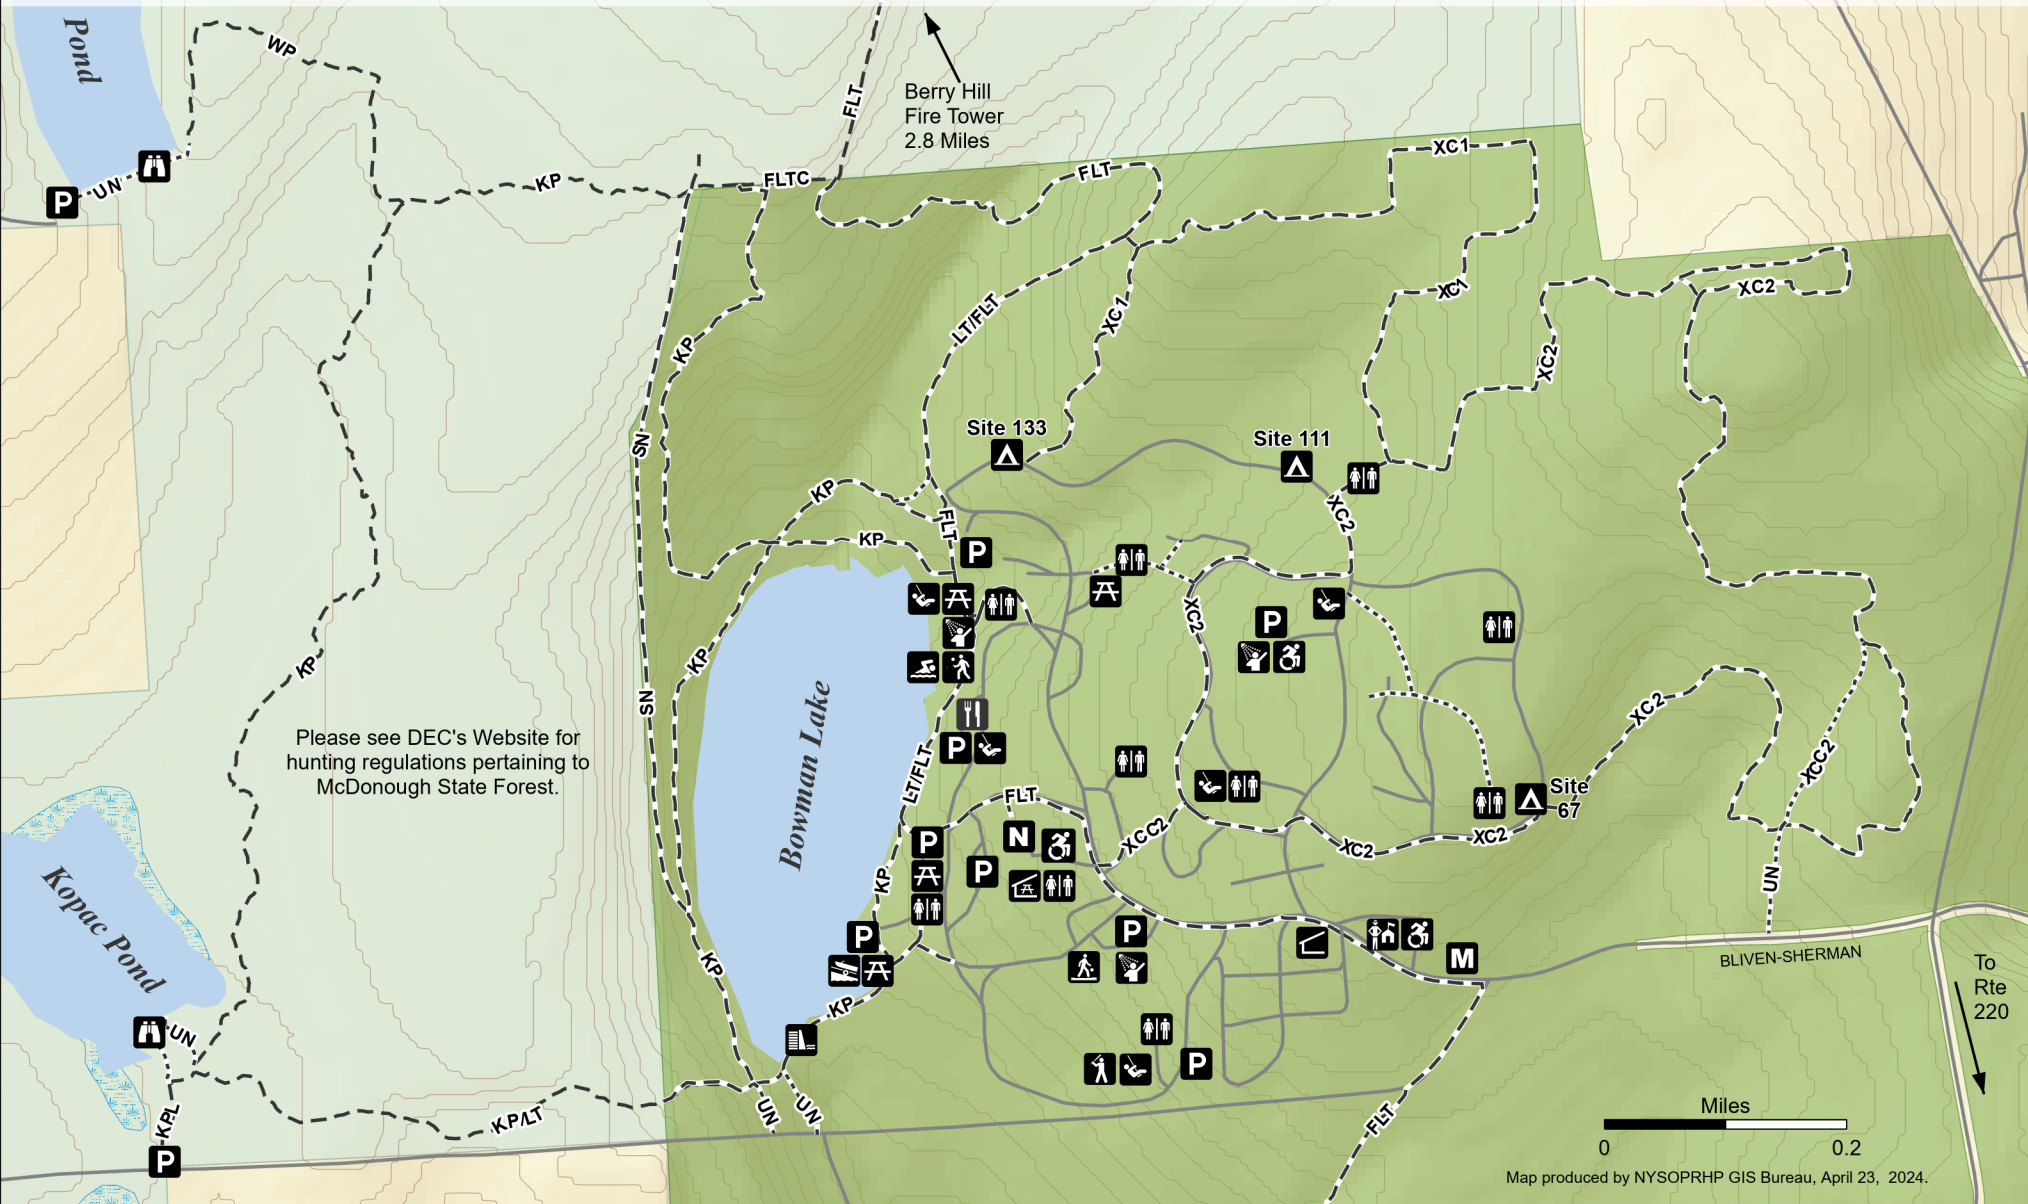 Pond
WP
FLT
Berry Hill
Fire Tower
2.8 Miles
XC1
UN
P
KP
FLTC
FLT
XC1
XC2
LT/FLT
XC1
KP
XC2
Site 133
Site 111
SN
KP
XC2
FLT
KP
P
XC2
P
KP
KP
SN
XC2
Bowman Lake
Please see DEC's Website for
hunting regulations pertaining to
McDonough State Forest.
P
LT/FLT
XCC2
FLT
Site
67
N
P
XCC2
XC2
XC2
P
KP
UN
Kopac Pond
P
P
M
KP
BLIVEN-SHERMAN
To
Rte
220
KP
UN
P
KPL
KP/LT
UN
UN
FLT
P
Miles
0
0.2
Map produced by NYSOPRHP GIS Bureau, April 23, 2024.